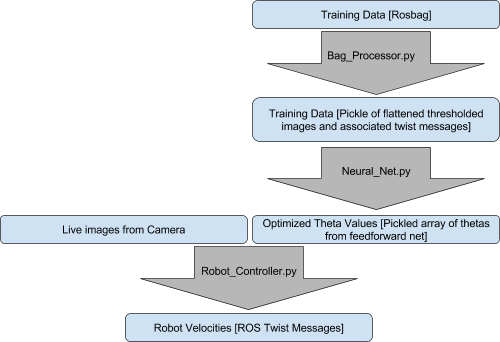 Training Data [Rosbag]
Bag_Processor.py
Training Data [Pickle of flattened thresholded
images and associated twist messages]
Neural_Net.py
Live images from Camera
Optimized Theta Values [Pickled array of thetas
from feedforward net]
Robot_Controller.py
Robot Velocities [ROS Twist Messages]